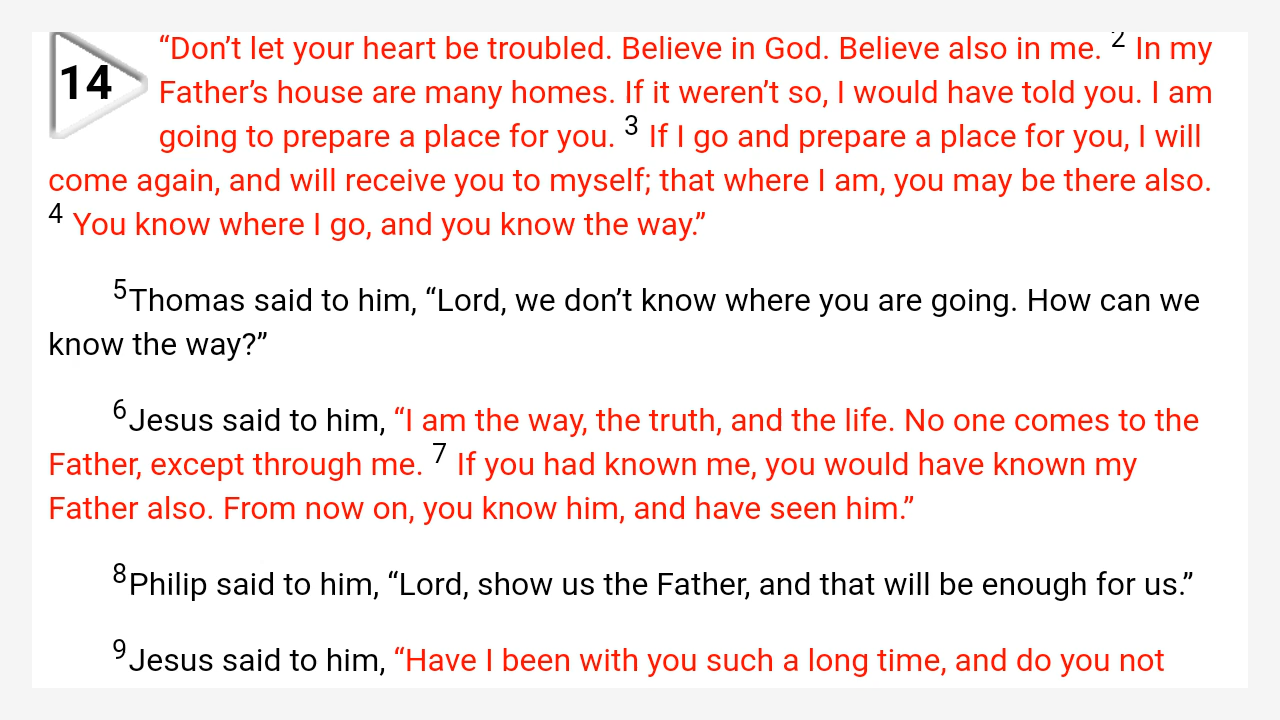 14
“Don’t let your heart be troubled. Believe in God. Believe also in me. 2 In my
Father’s house are many homes. If it weren’t so, I would have told you. I am
going to prepare a place for you. 3 If I go and prepare a place for you, I will
come again, and will receive you to myself; that where I am, you may be there also.
4 You know where I go, and you know the way.”
5Thomas said to him, “Lord, we don’t know where you are going. How can we
know the way?”
6Jesus said to him, “I am the way, the truth, and the life. No one comes to the
Father, except through me. 7 If you had known me, you would have known my
Father also. From now on, you know him, and have seen him.”
8Philip said to him, “Lord, show us the Father, and that will be enough for us.”
9Jesus said to him, “Have I been with you such a long time, and do you not